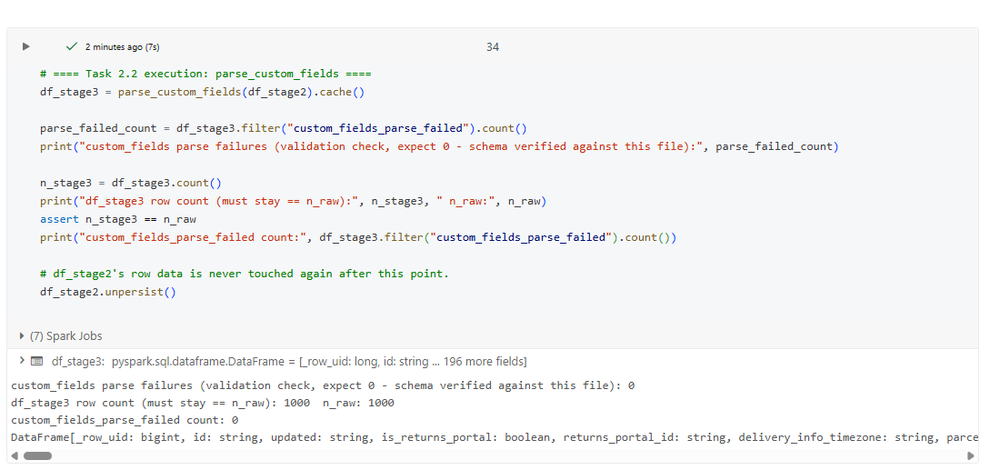 2 minutes ago (7s)
34
# ==== Task 2.2 execution: parse_custom_fields ====
df_stage3 = parse_custom_fields(df_stage2).cache()
parse_failed_count = df_stage3.filter("custom_fields_parse_failed").count()
print("custom_fields parse failures (validation check, expect 0 - schema verified against this file):", parse_failed_count)
n_stage3 = df_stage3.count()
print("df_stage3 row count (must stay == n_raw):", n_stage3, " n_raw:", n_raw)
assert n_stage3 == n_raw
print("custom_fields_parse_failed count:", df_stage3.filter("custom_fields_parse_failed").count())
# df_stage2's row data is never touched again after this point.
df_stage2.unpersist()
(7) Spark Jobs
df_stage3: pyspark.sql.dataframe.DataFrame = [_row_uid: long, id: string ... 196 more fields]
custom_fields parse failures (validation check, expect 0 - schema verified against this file): 0
df_stage3 row count (must stay == n_raw): 1000  n_raw: 1000
custom_fields_parse_failed count: 0
DataFrame[_row_uid: bigint, id: string, updated: string, is_returns_portal: boolean, returns_portal_id: string, delivery_info_timezone: string, parce